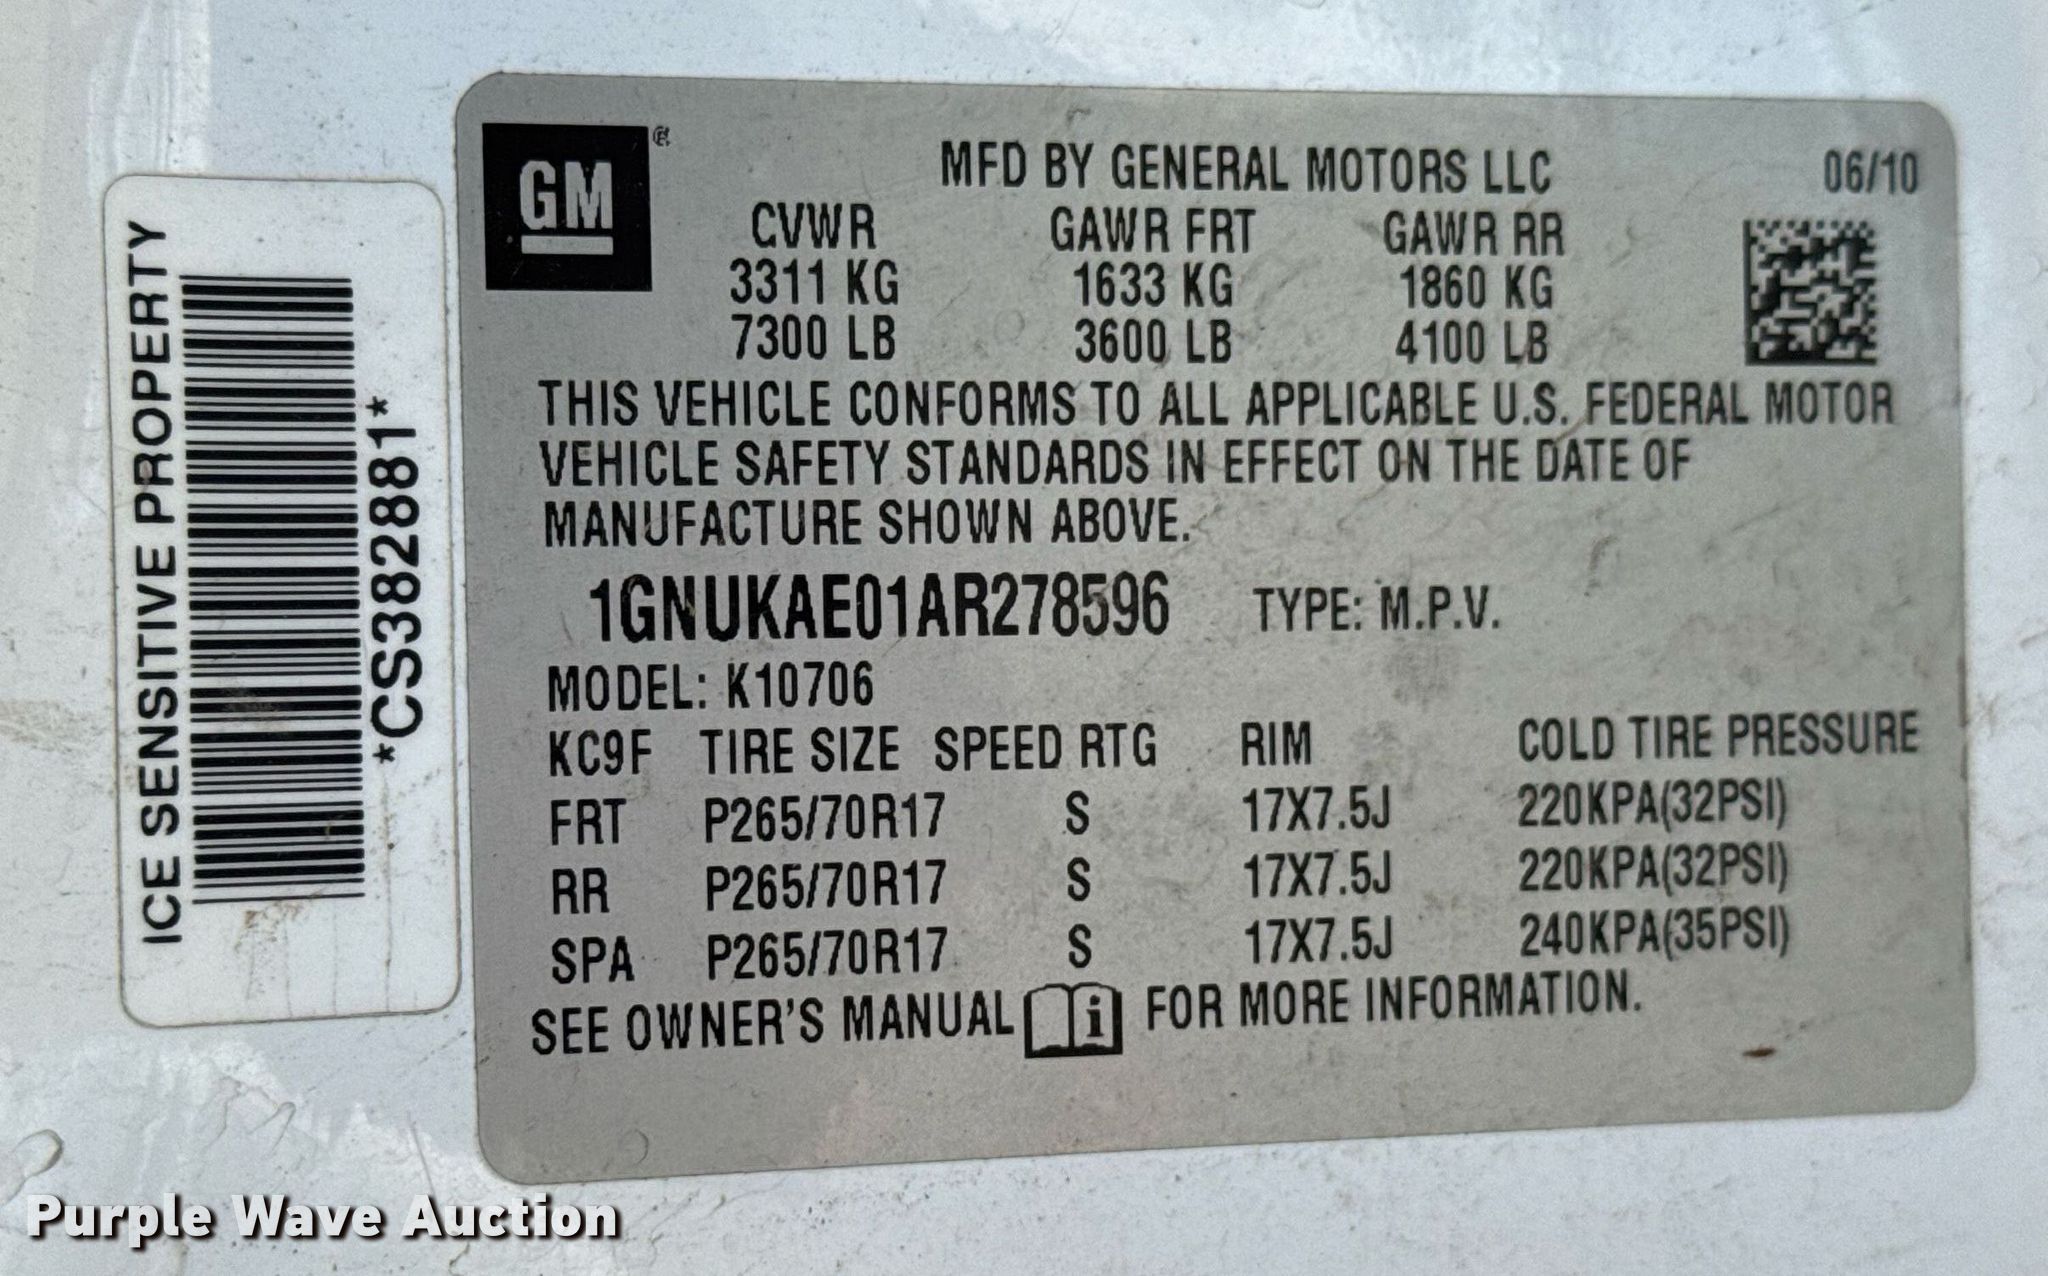 ICE SENSITIVE PROPERTY
*CS382881*
GM
MFD BY GENERAL MOTORS LLC 06/10
GVWR GAWR FRT GAWR RR
3311 KG 1633 KG 1860 KG
7300 LB 3600 LB 4100 LB
THIS VEHICLE CONFORMS TO ALL APPLICABLE U.S. FEDERAL MOTOR
VEHICLE SAFETY STANDARDS IN EFFECT ON THE DATE OF
MANUFACTURE SHOWN ABOVE.
1GNUKAE01AR278596 TYPE: M.P.V.
MODEL: K10706
KC9F TIRE SIZE SPEED RTG RIM COLD TIRE PRESSURE
FRT P265/70R17 S 17X7.5J 220KPA(32PSI)
RR P265/70R17 S 17X7.5J 220KPA(32PSI)
SPA P265/70R17 S 17X7.5J 240KPA(35PSI)
SEE OWNER'S MANUAL i FOR MORE INFORMATION.
Purple Wave Auction